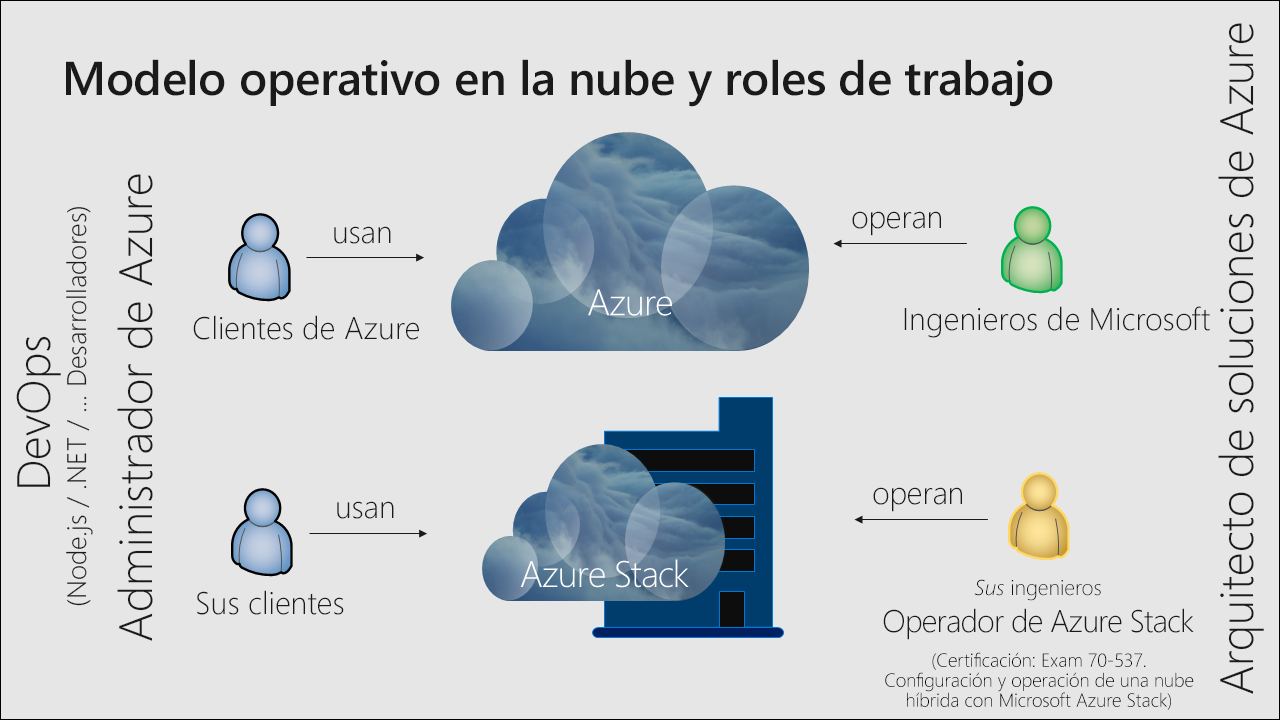 Modelo operativo en la nube y roles de trabajo
DevOps
(Node.js / .NET / ... Desarrolladores)
Administrador de Azure
usan
Clientes de Azure
Azure
operan
Ingenieros de Microsoft
usan
Sus clientes
Azure Stack
operan
Sus ingenieros
Operador de Azure Stack
(Certificación: Exam 70-537.
Configuración y operación de una nube
híbrida con Microsoft Azure Stack)
Arquitecto de soluciones de Azure